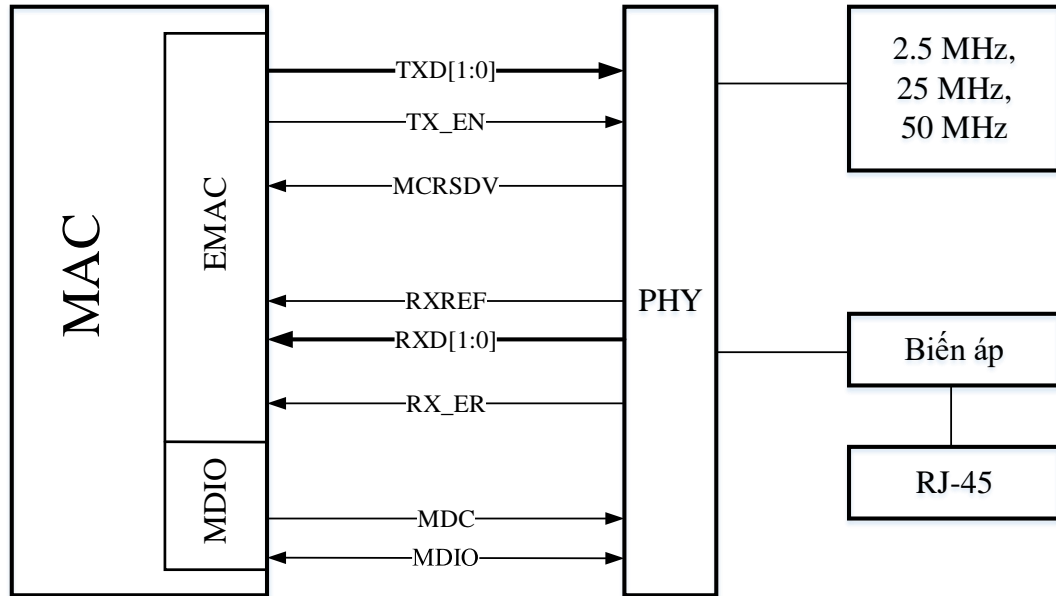 MAC
EMAC
MDIO
TXD[1:0]
TX_EN
MCRSDV
RXREF
RXD[1:0]
RX_ER
MDC
MDIO
PHY
2.5 MHz,
25 MHz,
50 MHz
Biến áp
RJ-45